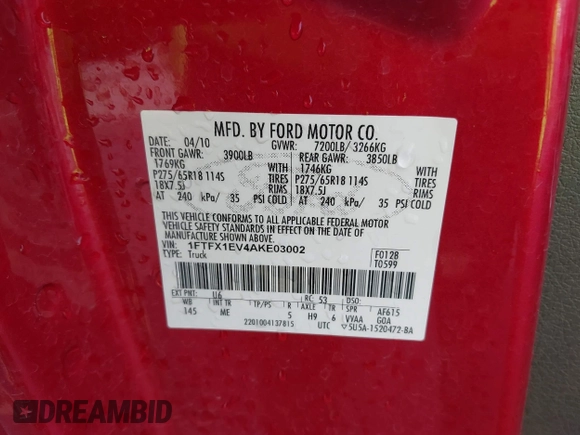 MFD. BY FORD MOTOR CO.
DATE: 04/10 GVWR: 7200LB/ 3266KG
FRONT GAWR: 3900LB REAR GAWR: 3850LB
1769KG WITH 1746KG WITH
P275/65R18 114S TIRES P275/65R18 114S TIRES
18X7.5J RIMS 18X7.5J RIMS
AT 240 kPa/ 35 PSI COLD AT 240 kPa/ 35 PSI COLD
THIS VEHICLE CONFORMS TO ALL APPLICABLE FEDERAL MOTOR
VEHICLE SAFETY STANDARDS IN EFFECT ON THE DATE OF
MANUFACTURE SHOWN ABOVE.
VIN: 1FTFX1EV4AKE03002
TYPE: Truck
F0128
T0599
EXT PNT: U6 RC: 53 DSO:
WB INT TR TP/PS R AXLE TR SPR AF615
145 ME 5 H9 6 VYAA GOA
2201004137815 UTC 5U5A-1520472-BA
DREAMBID